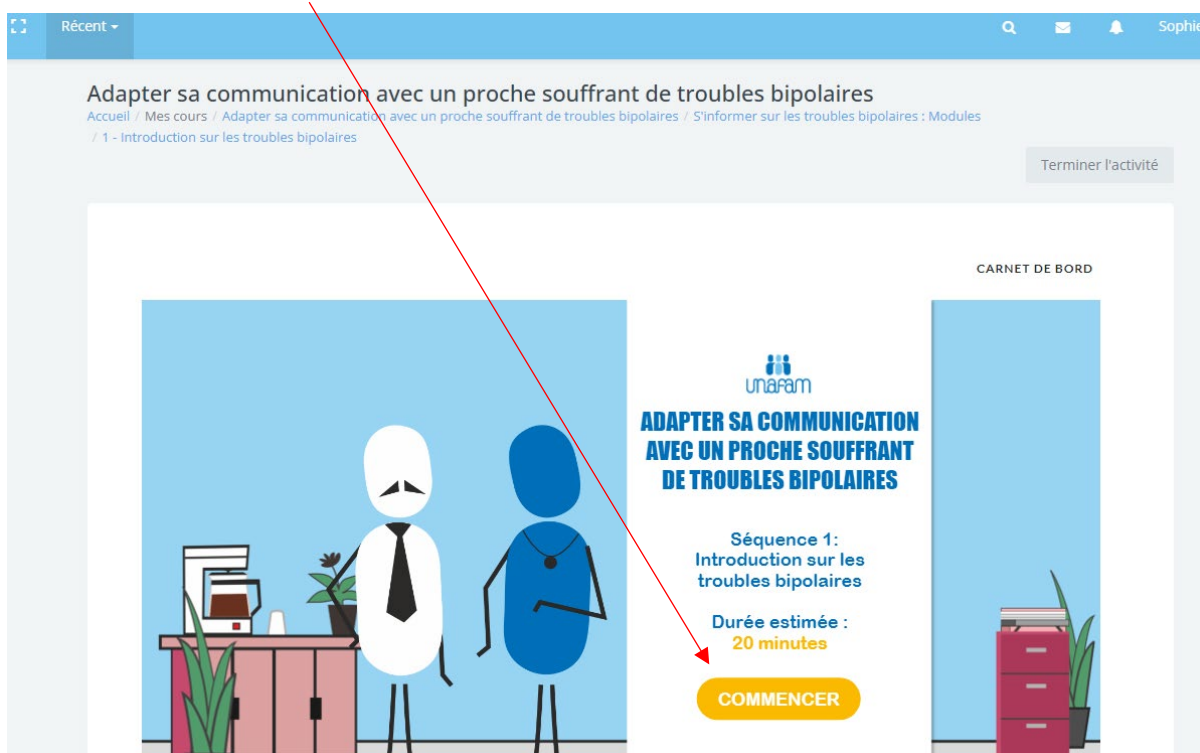 Récent
Sophie
Adapter sa communication avec un proche souffrant de troubles bipolaires
Accueil / Mes cours / Adapter sa communication avec un proche souffrant de troubles bipolaires / S'informer sur les troubles bipolaires : Modules
/ 1 - Introduction sur les troubles bipolaires
Terminer l'activité
CARNET DE BORD
unafam
ADAPTER SA COMMUNICATION
AVEC UN PROCHE SOUFFRANT
DE TROUBLES BIPOLAIRES
Séquence 1:
Introduction sur les
troubles bipolaires
Durée estimée :
20 minutes
COMMENCER